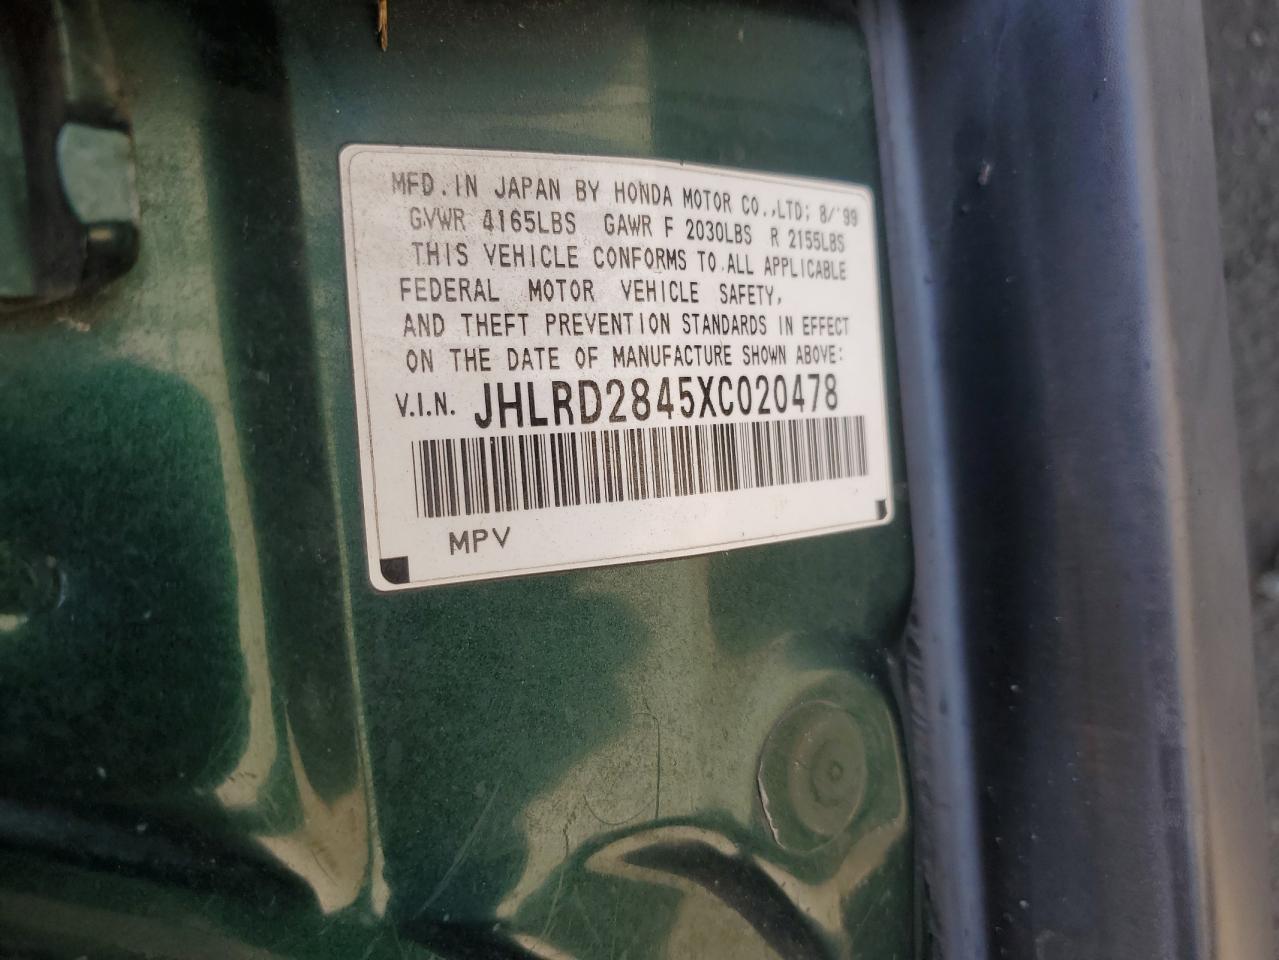 MFD. IN JAPAN BY HONDA MOTOR CO.,LTD; 8/'99
GVWR 4165LBS GAWR F 2030LBS R 2155LBS
THIS VEHICLE CONFORMS TO ALL APPLICABLE
FEDERAL MOTOR VEHICLE SAFETY,
AND THEFT PREVENTION STANDARDS IN EFFECT
ON THE DATE OF MANUFACTURE SHOWN ABOVE:
V.I.N. JHLRD2845XC020478
MPV